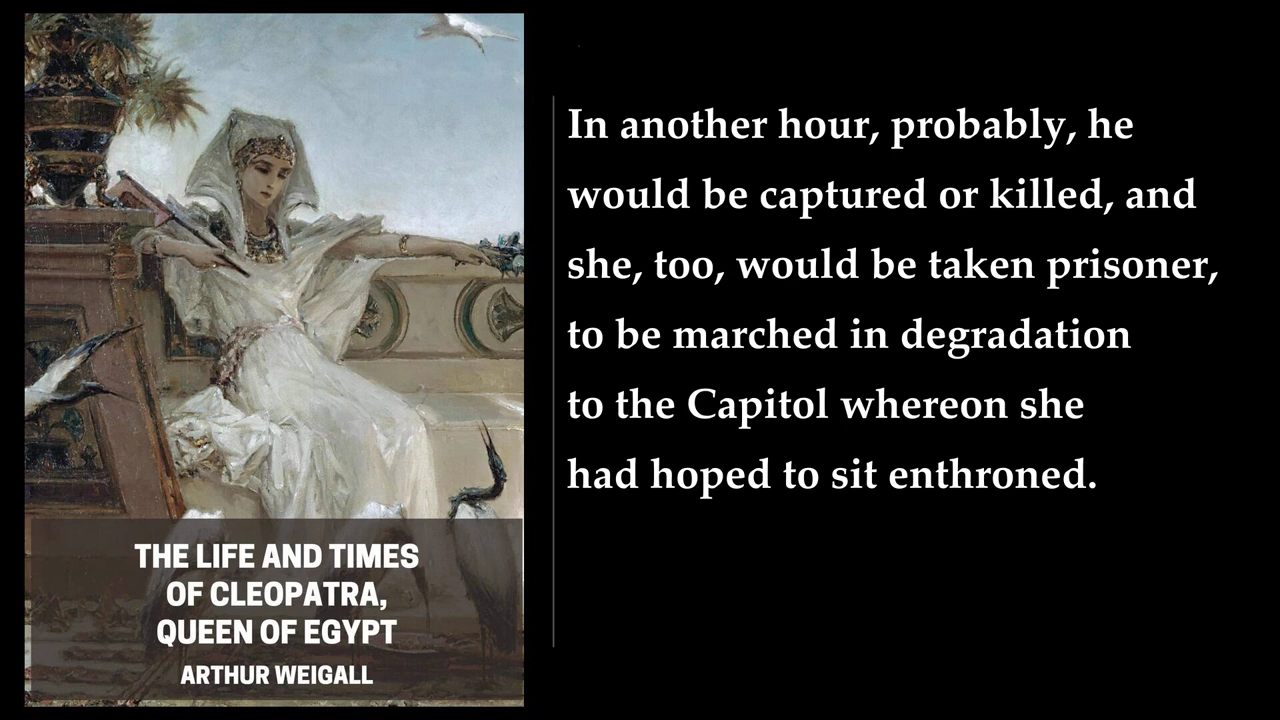 In another hour, probably, he
would be captured or killed, and
she, too, would be taken prisoner,
to be marched in degradation
to the Capitol whereon she
had hoped to sit enthroned.
THE LIFE AND TIMES
OF CLEOPATRA,
QUEEN OF EGYPT
ARTHUR WEIGALL